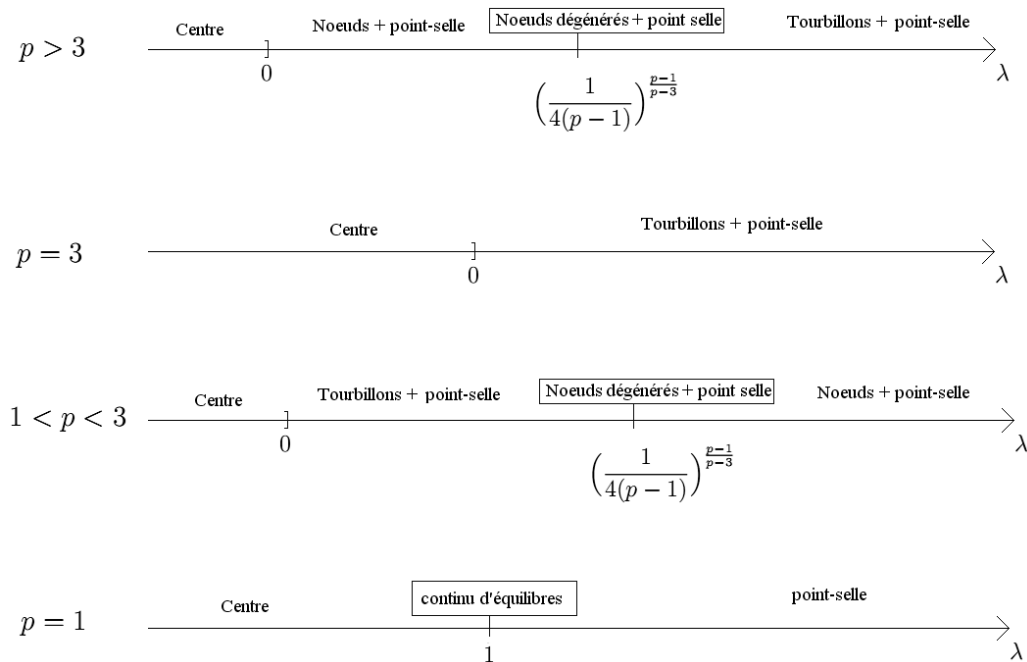 Centre Noeuds + point-selle Noeuds dégénérés + point selle Tourbillons + point-selle
p > 3
0 (1/4(p − 1))^{p−1/p−3} λ
Centre Tourbillons + point-selle
p = 3
0 λ
Centre Tourbillons + point-selle Noeuds dégénérés + point selle Noeuds + point-selle
1 < p < 3
0 (1/4(p − 1))^{p−1/p−3} λ
Centre continu d'équilibres point-selle
p = 1
1 λ